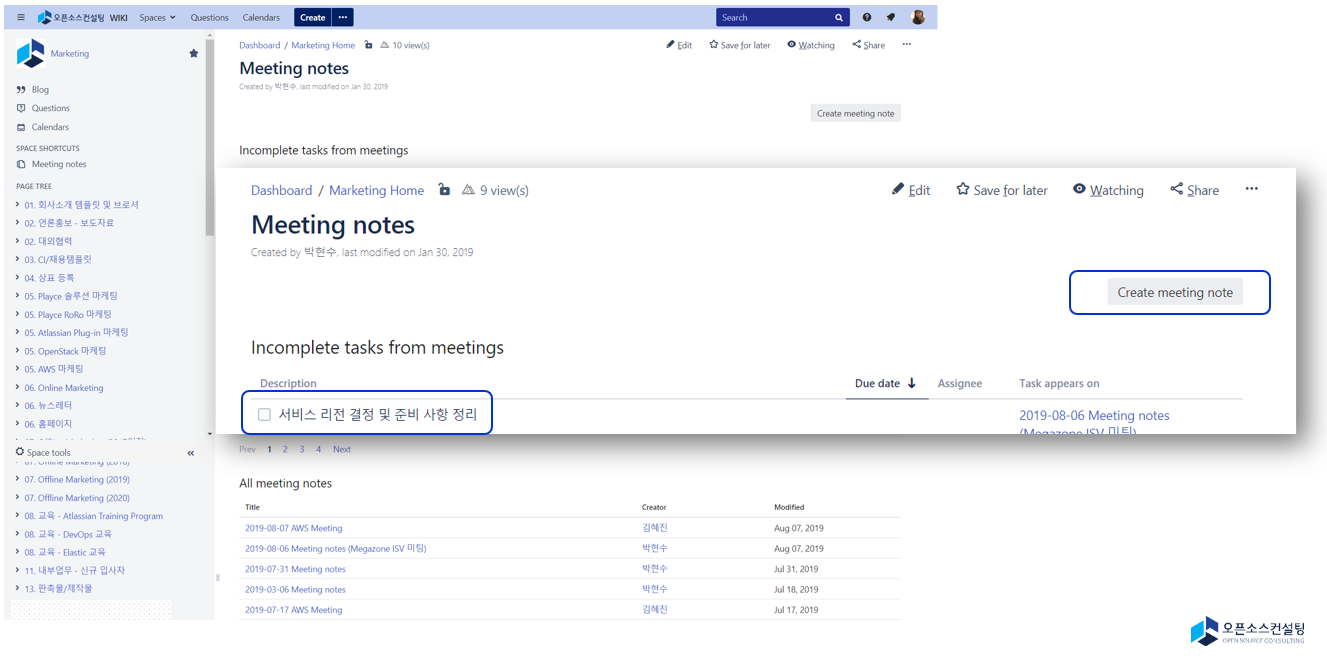 오픈소스컨설팅 WIKI Spaces Questions Calendars Create ••• Search
Marketing
Blog
Questions
Calendars
SPACE SHORTCUTS
Meeting notes
PAGE TREE
01. 회사소개 템플릿 및 브로셔
02. 언론홍보 - 보도자료
02. 대외협력
03. CI/채용템플릿
04. 상표 등록
05. Playce 솔루션 마케팅
05. Playce RoRo 마케팅
05. Atlassian Plug-in 마케팅
05. OpenStack 마케팅
05. AWS 마케팅
06. Online Marketing
06. 뉴스레터
06. 홈페이지
Space tools
07. Offline Marketing (2018)
07. Offline Marketing (2019)
07. Offline Marketing (2020)
08. 교육 - Atlassian Training Program
08. 교육 - DevOps 교육
08. 교육 - Elastic 교육
11. 내부업무 - 신규 입사자
13. 판촉물/제작물
Dashboard / Marketing Home 10 view(s) Edit Save for later Watching Share •••
Meeting notes
Created by 박현수, last modified on Jan 30, 2019
Create meeting note
Incomplete tasks from meetings
Dashboard / Marketing Home 9 view(s) Edit Save for later Watching Share •••
Meeting notes
Created by 박현수, last modified on Jan 30, 2019
Create meeting note
Incomplete tasks from meetings
Description Due date Assignee Task appears on
서비스 리전 결정 및 준비 사항 정리 2019-08-06 Meeting notes
(Megazone ISV 미팅)
Prev 1 2 3 4 Next
All meeting notes
Title Creator Modified
2019-08-07 AWS Meeting 김혜진 Aug 07, 2019
2019-08-06 Meeting notes (Megazone ISV 미팅) 박현수 Aug 07, 2019
2019-07-31 Meeting notes 박현수 Jul 31, 2019
2019-03-06 Meeting notes 박현수 Jul 18, 2019
2019-07-17 AWS Meeting 김혜진 Jul 17, 2019
오픈소스컨설팅
OPEN SOURCE CONSULTING